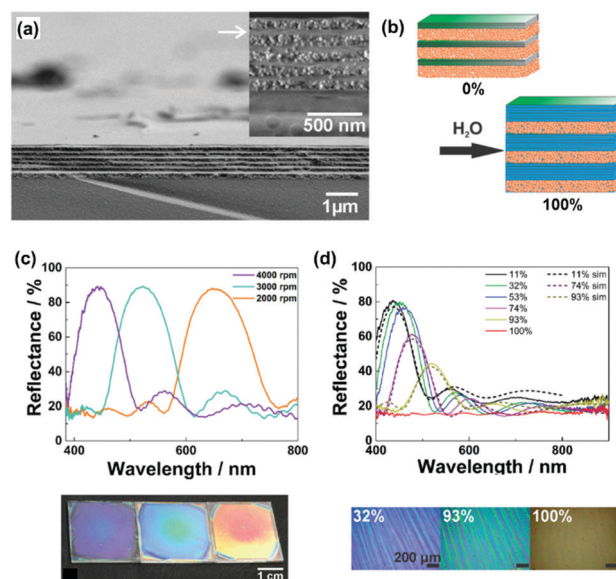 (a)
500 nm
1µm
(b)
0%
H2O
100%
(c)
100
80
60
40
20
0
Reflectance / %
4000 rpm
3000 rpm
2000 rpm
400 500 600 700 800
Wavelength / nm
1 cm
(d)
100
80
60
40
20
0
Reflectance / %
11% 11% sim
32% 74% sim
53% 93% sim
74%
93%
100%
400 500 600 700 800
Wavelength / nm
32% 93% 100%
200 µm